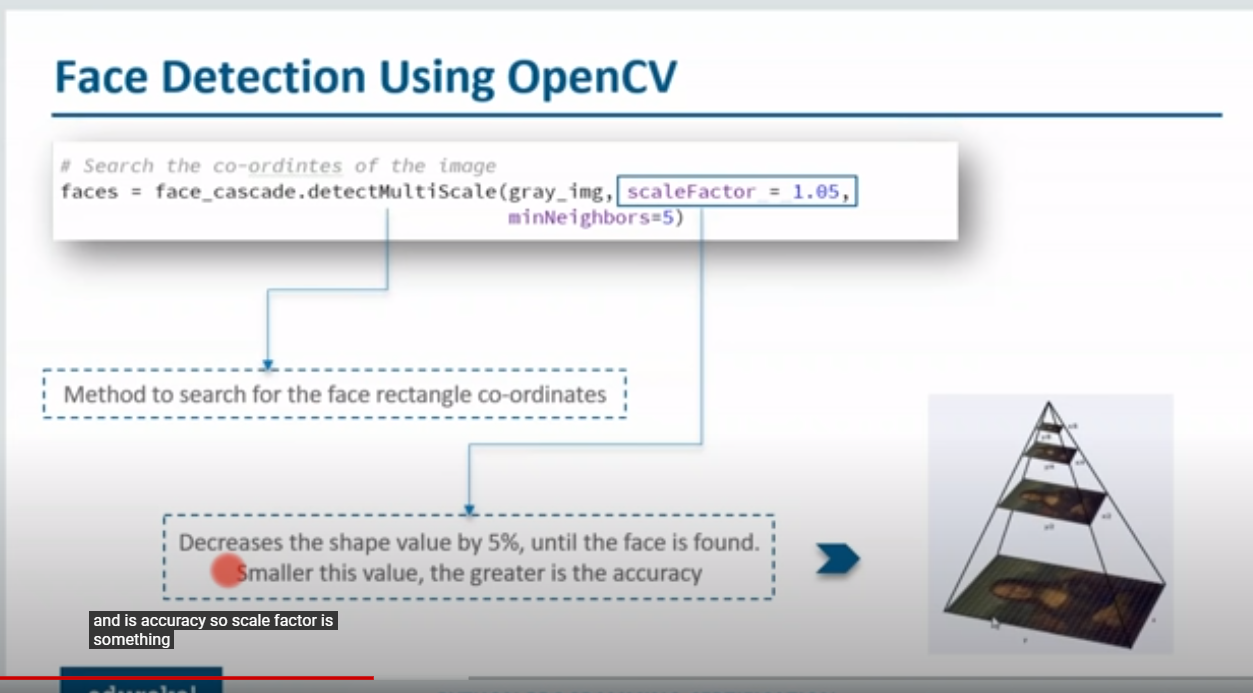 Face Detection Using OpenCV
# Search the co-ordintes of the image
faces = face_cascade.detectMultiScale(gray_img, scaleFactor = 1.05,
minNeighbors=5)
Method to search for the face rectangle co-ordinates
Decreases the shape value by 5%, until the face is found.
Smaller this value, the greater is the accuracy
and is accuracy so scale factor is
something